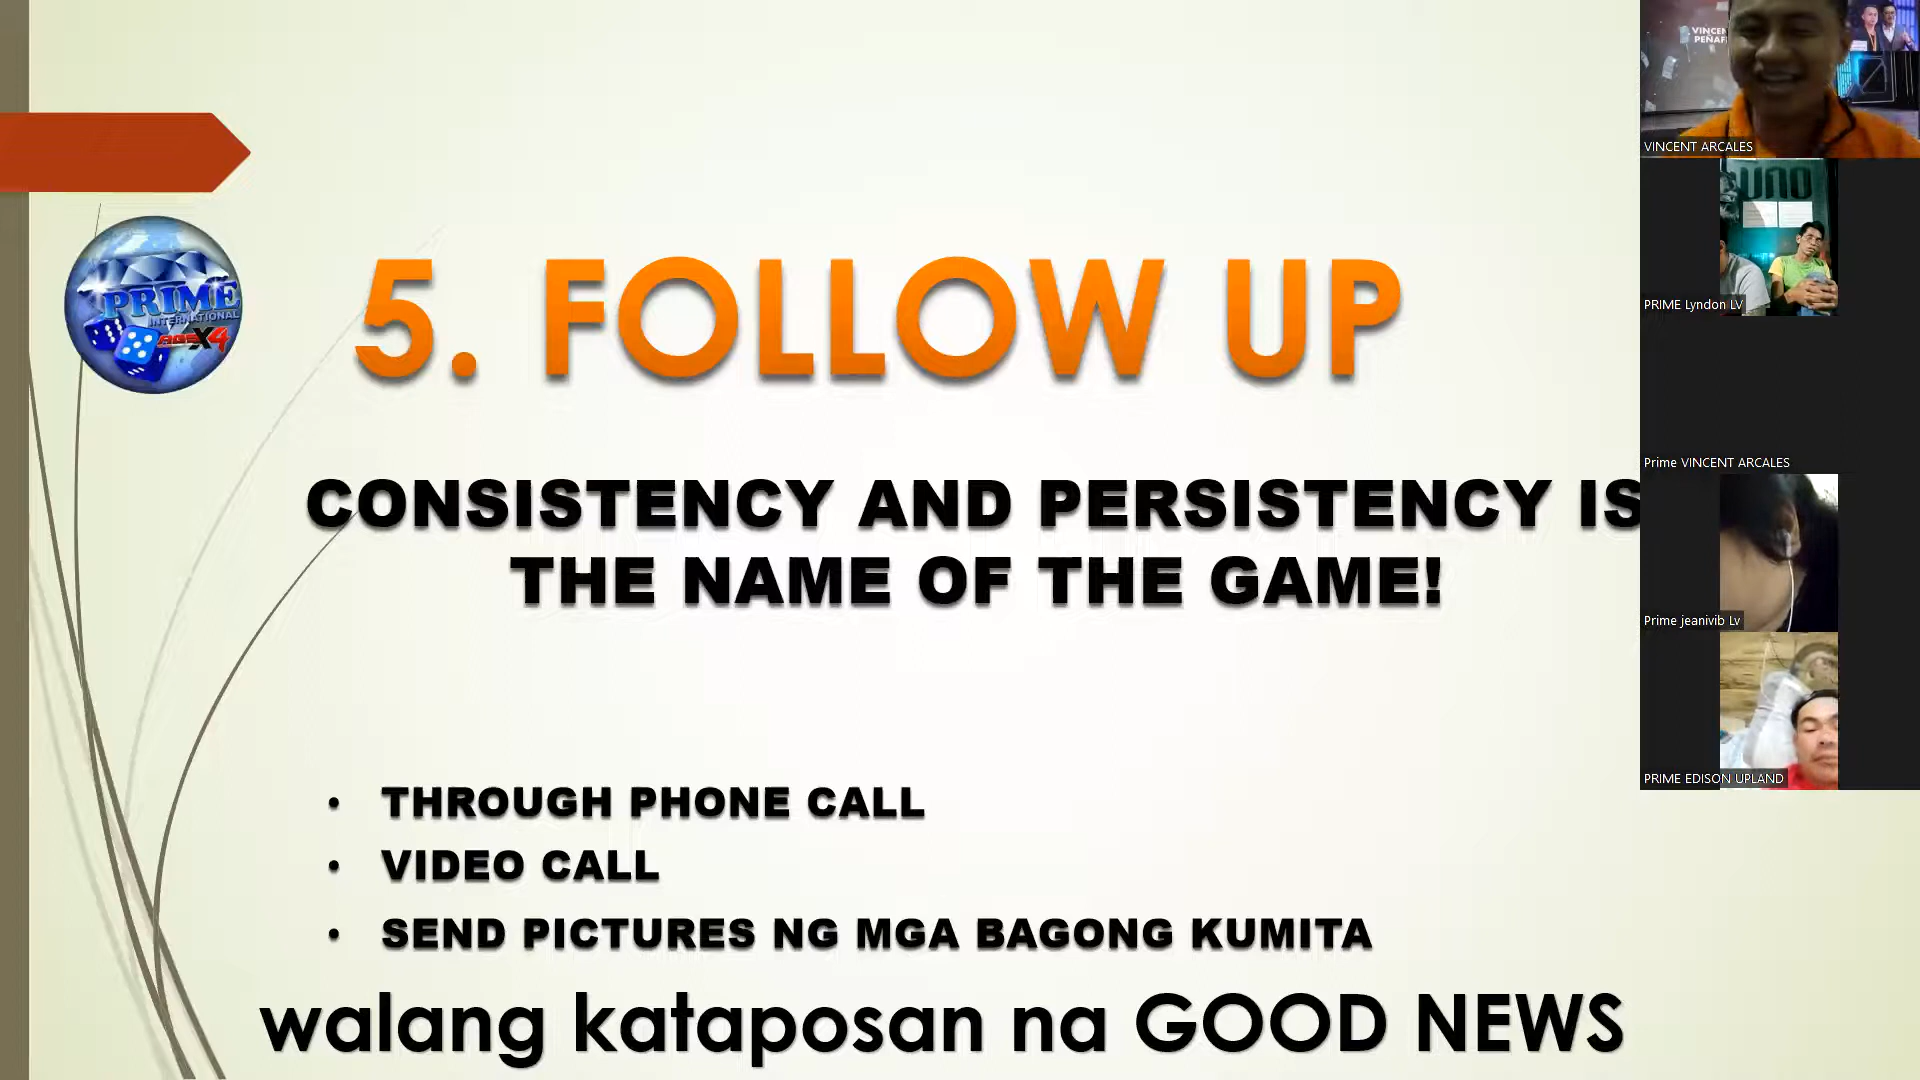 5. FOLLOW UP
CONSISTENCY AND PERSISTENCY IS
THE NAME OF THE GAME!
• THROUGH PHONE CALL
• VIDEO CALL
• SEND PICTURES NG MGA BAGONG KUMITA
walang kataposan na GOOD NEWS
PRIME
INTERNATIONAL
X4
VINCENT ARCALES
UNO
PRIME Lyndon LV
Prime VINCENT ARCALES
Prime jeanivib Lv
PRIME EDISON UPLAND